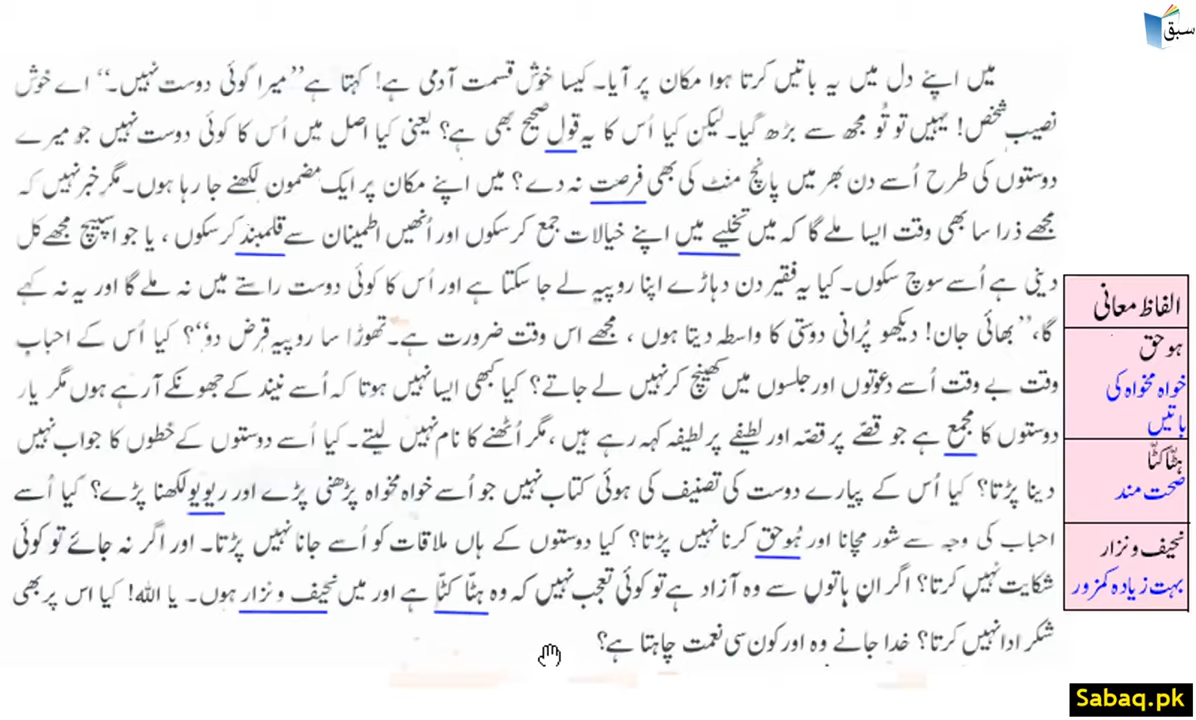 سبق
میں اپنے دل میں یہ باتیں کرتا ہوا مکان پر آیا۔ کیسا خوش قسمت آدمی ہے! کہتا ہے ’’میرا کوئی دوست نہیں۔‘‘ اے خوش
نصیب شخص! یہیں تو تُو مجھ سے بڑھ گیا۔ لیکن کیا اُس کا یہ قول صحیح بھی ہے؟ یعنی کیا اصل میں اُس کا کوئی دوست نہیں جو میرے
دوستوں کی طرح اُسے دن بھر میں پانچ منٹ کی بھی فرصت نہ دے؟ میں اپنے مکان پر ایک مضمون لکھنے جا رہا ہوں۔ مگر خبر نہیں کہ
مجھے ذرا سا بھی وقت ایسا ملے گا کہ میں تخلیے میں اپنے خیالات جمع کر سکوں اور اُنھیں اطمینان سے قلمبند کر سکوں، یا جو اسپیچ مجھے کل
دینی ہے اُسے سوچ سکوں۔ کیا یہ فقیر دن دہاڑے اپنا روپیہ لے جا سکتا ہے اور اُس کا کوئی دوست راستے میں نہ ملے گا اور یہ نہ کہے
گا، ’’بھائی جان! دیکھو پُرانی دوستی کا واسطہ دیتا ہوں، مجھے اس وقت ضرورت ہے۔ تھوڑا سا روپیہ قرض دو‘‘؟ کیا اُس کے احباب
وقت بے وقت اُسے دعوتوں اور جلسوں میں کھینچ کر نہیں لے جاتے؟ کیا کبھی ایسا نہیں ہوتا کہ اُسے نیند کے جھونکے آ رہے ہوں مگر یار
دوستوں کا مجمع ہے جو قصّے پر قصّہ اور لطیفے پر لطیفہ کہہ رہے ہیں، مگر اُٹھنے کا نام نہیں لیتے۔ کیا اُسے دوستوں کے خطوں کا جواب نہیں
دینا پڑتا؟ کیا اُس کے پیارے دوست کی تصنیف کی ہوئی کتاب نہیں جو اُسے خواہ مخواہ پڑھنی پڑے اور ریویو لکھنا پڑے؟ کیا اُسے
احباب کی وجہ سے شور مچانا اور ہُو حق کرنا نہیں پڑتا؟ کیا دوستوں کے ہاں ملاقات کو اُسے جانا نہیں پڑتا۔ اور اگر نہ جائے تو کوئی
شکایت نہیں کرتا؟ اگر ان باتوں سے وہ آزاد ہے تو کوئی تعجب نہیں کہ وہ ہٹّا کٹّا ہے اور میں نحیف و نزار ہوں۔ یا اللہ! کیا اس پر بھی
شکر ادا نہیں کرتا؟ خدا جانے وہ اور کون سی نعمت چاہتا ہے؟
الفاظ معانی
ہو حق
خواہ مخواہ کی
باتیں
ہٹّا کٹّا
صحت مند
نحیف و نزار
بہت زیادہ کمزور
Sabaq.pk